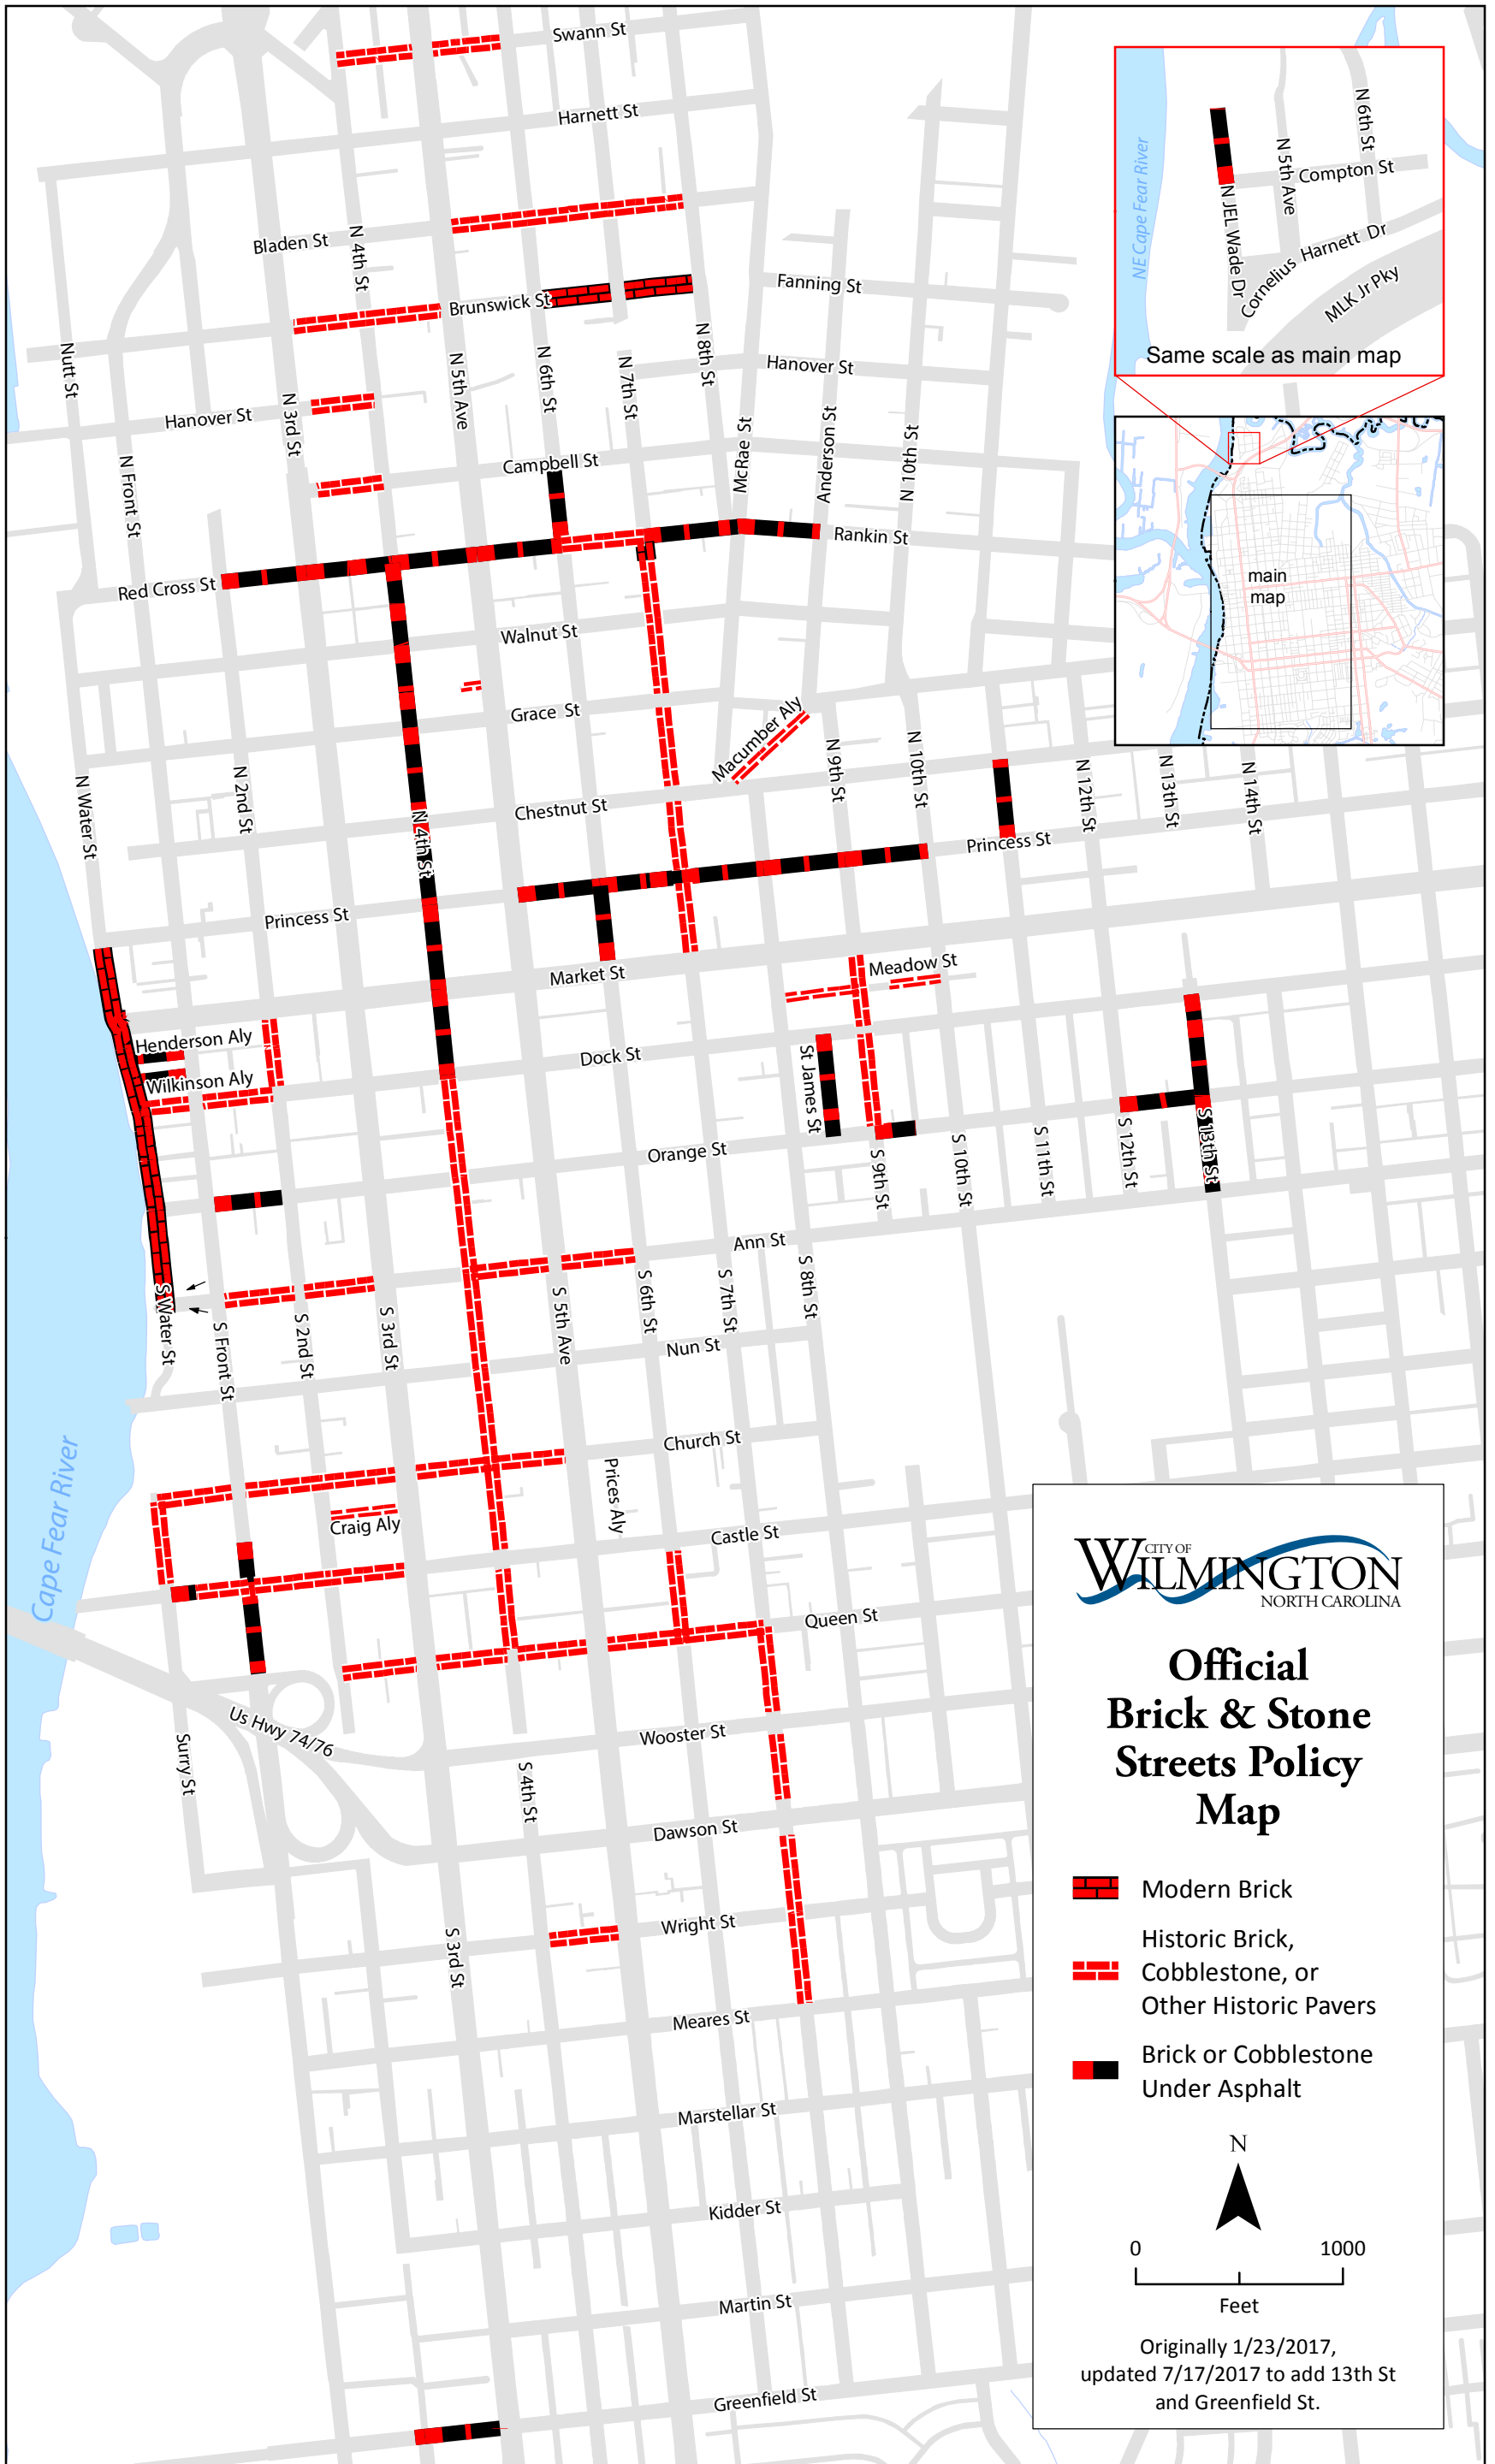 Swann St
Harnett St
Bladen St
N 4th St
Brunswick St
Fanning St
Nutt St
N 3rd St
N 5th Ave
N 6th St
N 7th St
N 8th St
Hanover St
Hanover St
N Front St
Campbell St
McRae St
Anderson St
N 10th St
Rankin St
Red Cross St
Walnut St
Grace St
Macumber Aly
N Water St
N 2nd St
N 4th St
Chestnut St
N 9th St
N 10th St
Princess St
N 12th St
N 13th St
N 14th St
Princess St
Market St
Meadow St
Henderson Aly
Wilkinson Aly
Dock St
St James St
Orange St
S 9th St
S 10th St
S 11th St
S 12th St
S 13th St
Ann St
S Water St
S Front St
S 2nd St
S 3rd St
S 5th Ave
S 6th St
S 7th St
S 8th St
Nun St
Church St
Prices Aly
Craig Aly
Castle St
Cape Fear River
Queen St
Us Hwy 74/76
Surry St
Wooster St
S 4th St
Dawson St
S 3rd St
Wright St
Meares St
Marstellar St
Kidder St
Martin St
Greenfield St
NE Cape Fear River
N 6th St
N 5th Ave
Compton St
N JEL Wade Dr
Cornelius Harnett Dr
MLK Jr Pky
Same scale as main map
main
map
CITY OF
WILMINGTON
NORTH CAROLINA
Official
Brick & Stone
Streets Policy
Map
Modern Brick
Historic Brick,
Cobblestone, or
Other Historic Pavers
Brick or Cobblestone
Under Asphalt
N
0 1000
Feet
Originally 1/23/2017,
updated 7/17/2017 to add 13th St
and Greenfield St.